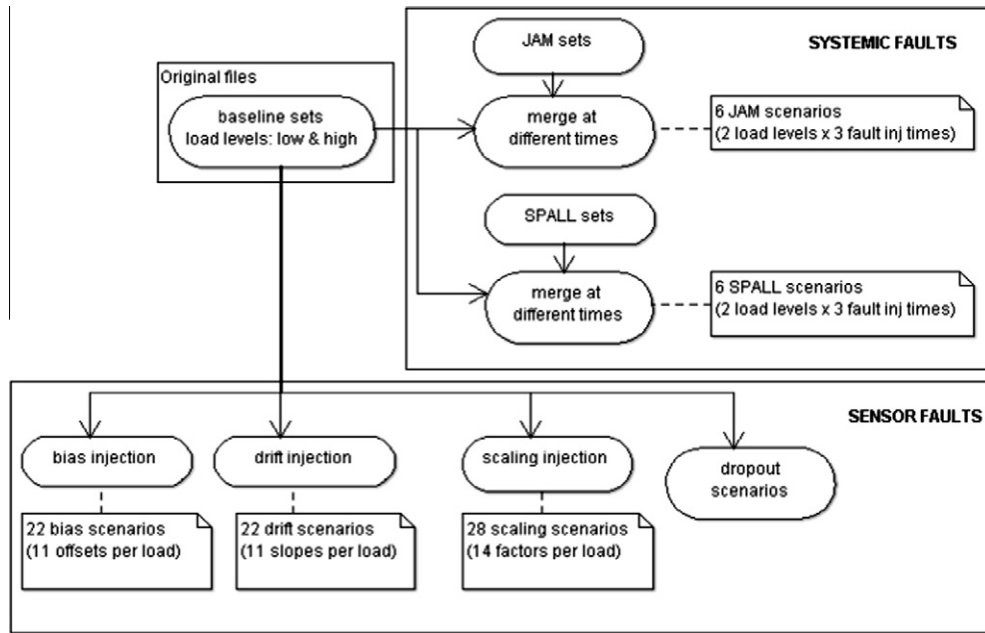 JAM sets
SYSTEMIC FAULTS
Original files
baseline sets
load levels: low & high
merge at
different times
6 JAM scenarios
(2 load levels x 3 fault inj times)
SPALL sets
merge at
different times
6 SPALL scenarios
(2 load levels x 3 fault inj times)
SENSOR FAULTS
bias injection
drift injection
scaling injection
dropout
scenarios
22 bias scenarios
(11 offsets per load)
22 drift scenarios
(11 slopes per load)
28 scaling scenarios
(14 factors per load)